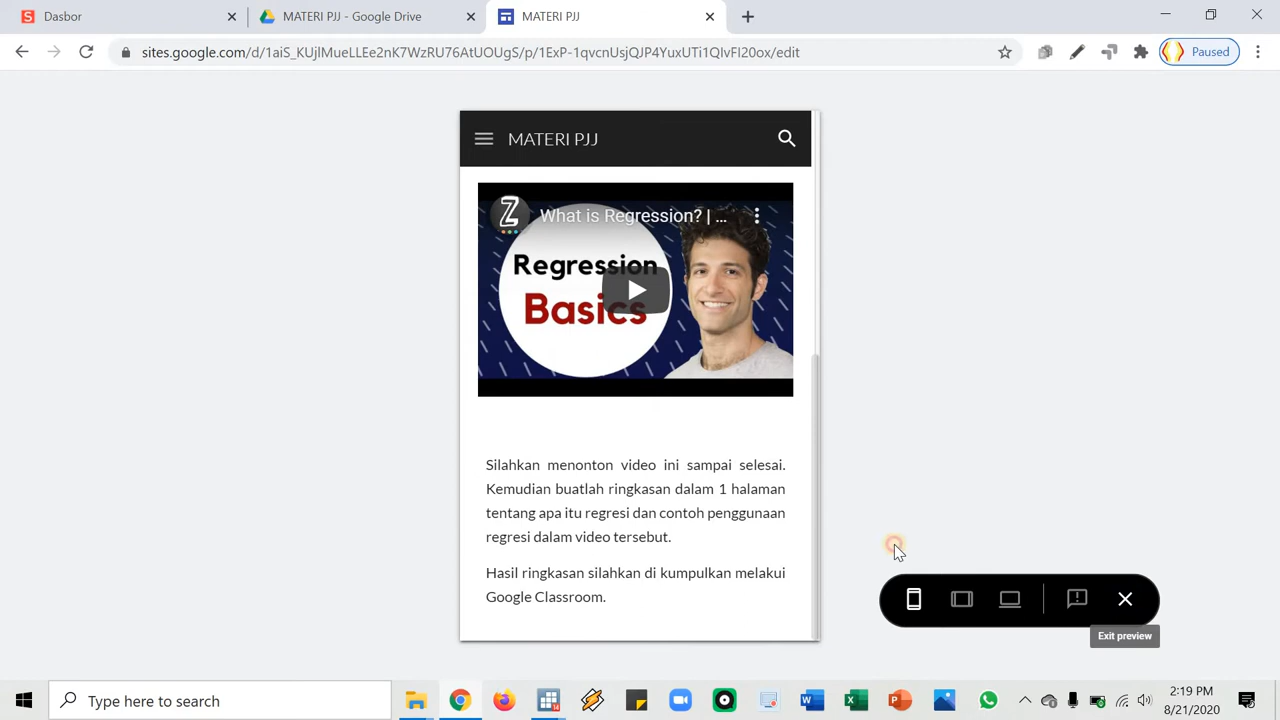 Dasbor
MATERI PJJ - Google Drive
MATERI PJJ
sites.google.com/d/1aiS_KUjlMueLLEe2nK7WzRU76AtUOUgS/p/1ExP-1qvcnUsjQJP4YuxUTi1QIvFI20ox/edit
Paused
MATERI PJJ
Z
What is Regression? | ...
Regression
Basics
Silahkan menonton video ini sampai selesai.
Kemudian buatlah ringkasan dalam 1 halaman
tentang apa itu regresi dan contoh penggunaan
regresi dalam video tersebut.
Hasil ringkasan silahkan di kumpulkan melakui
Google Classroom.
Exit preview
Type here to search
2:19 PM
8/21/2020